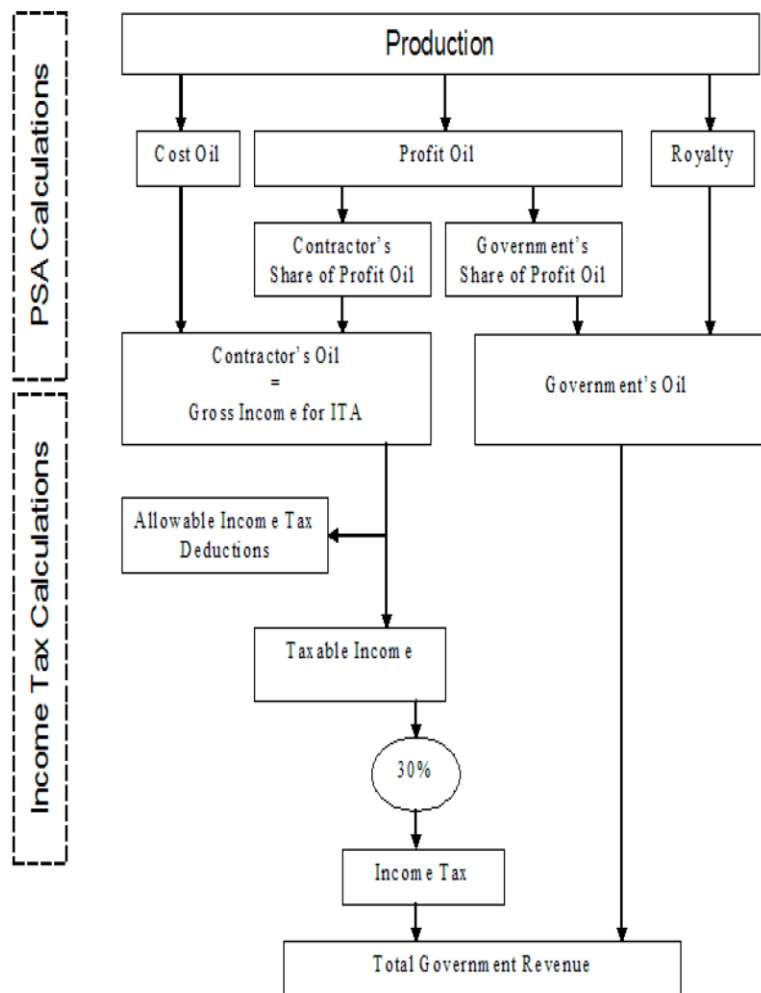 Production
PSA Calculations
Cost Oil
Profit Oil
Royalty
Contractor's
Share of Profit Oil
Government's
Share of Profit Oil
Contractor's Oil
=
Gross Income for ITA
Government's Oil
Income Tax Calculations
Allowable Income Tax
Deductions
Taxable Income
30%
Income Tax
Total Government Revenue